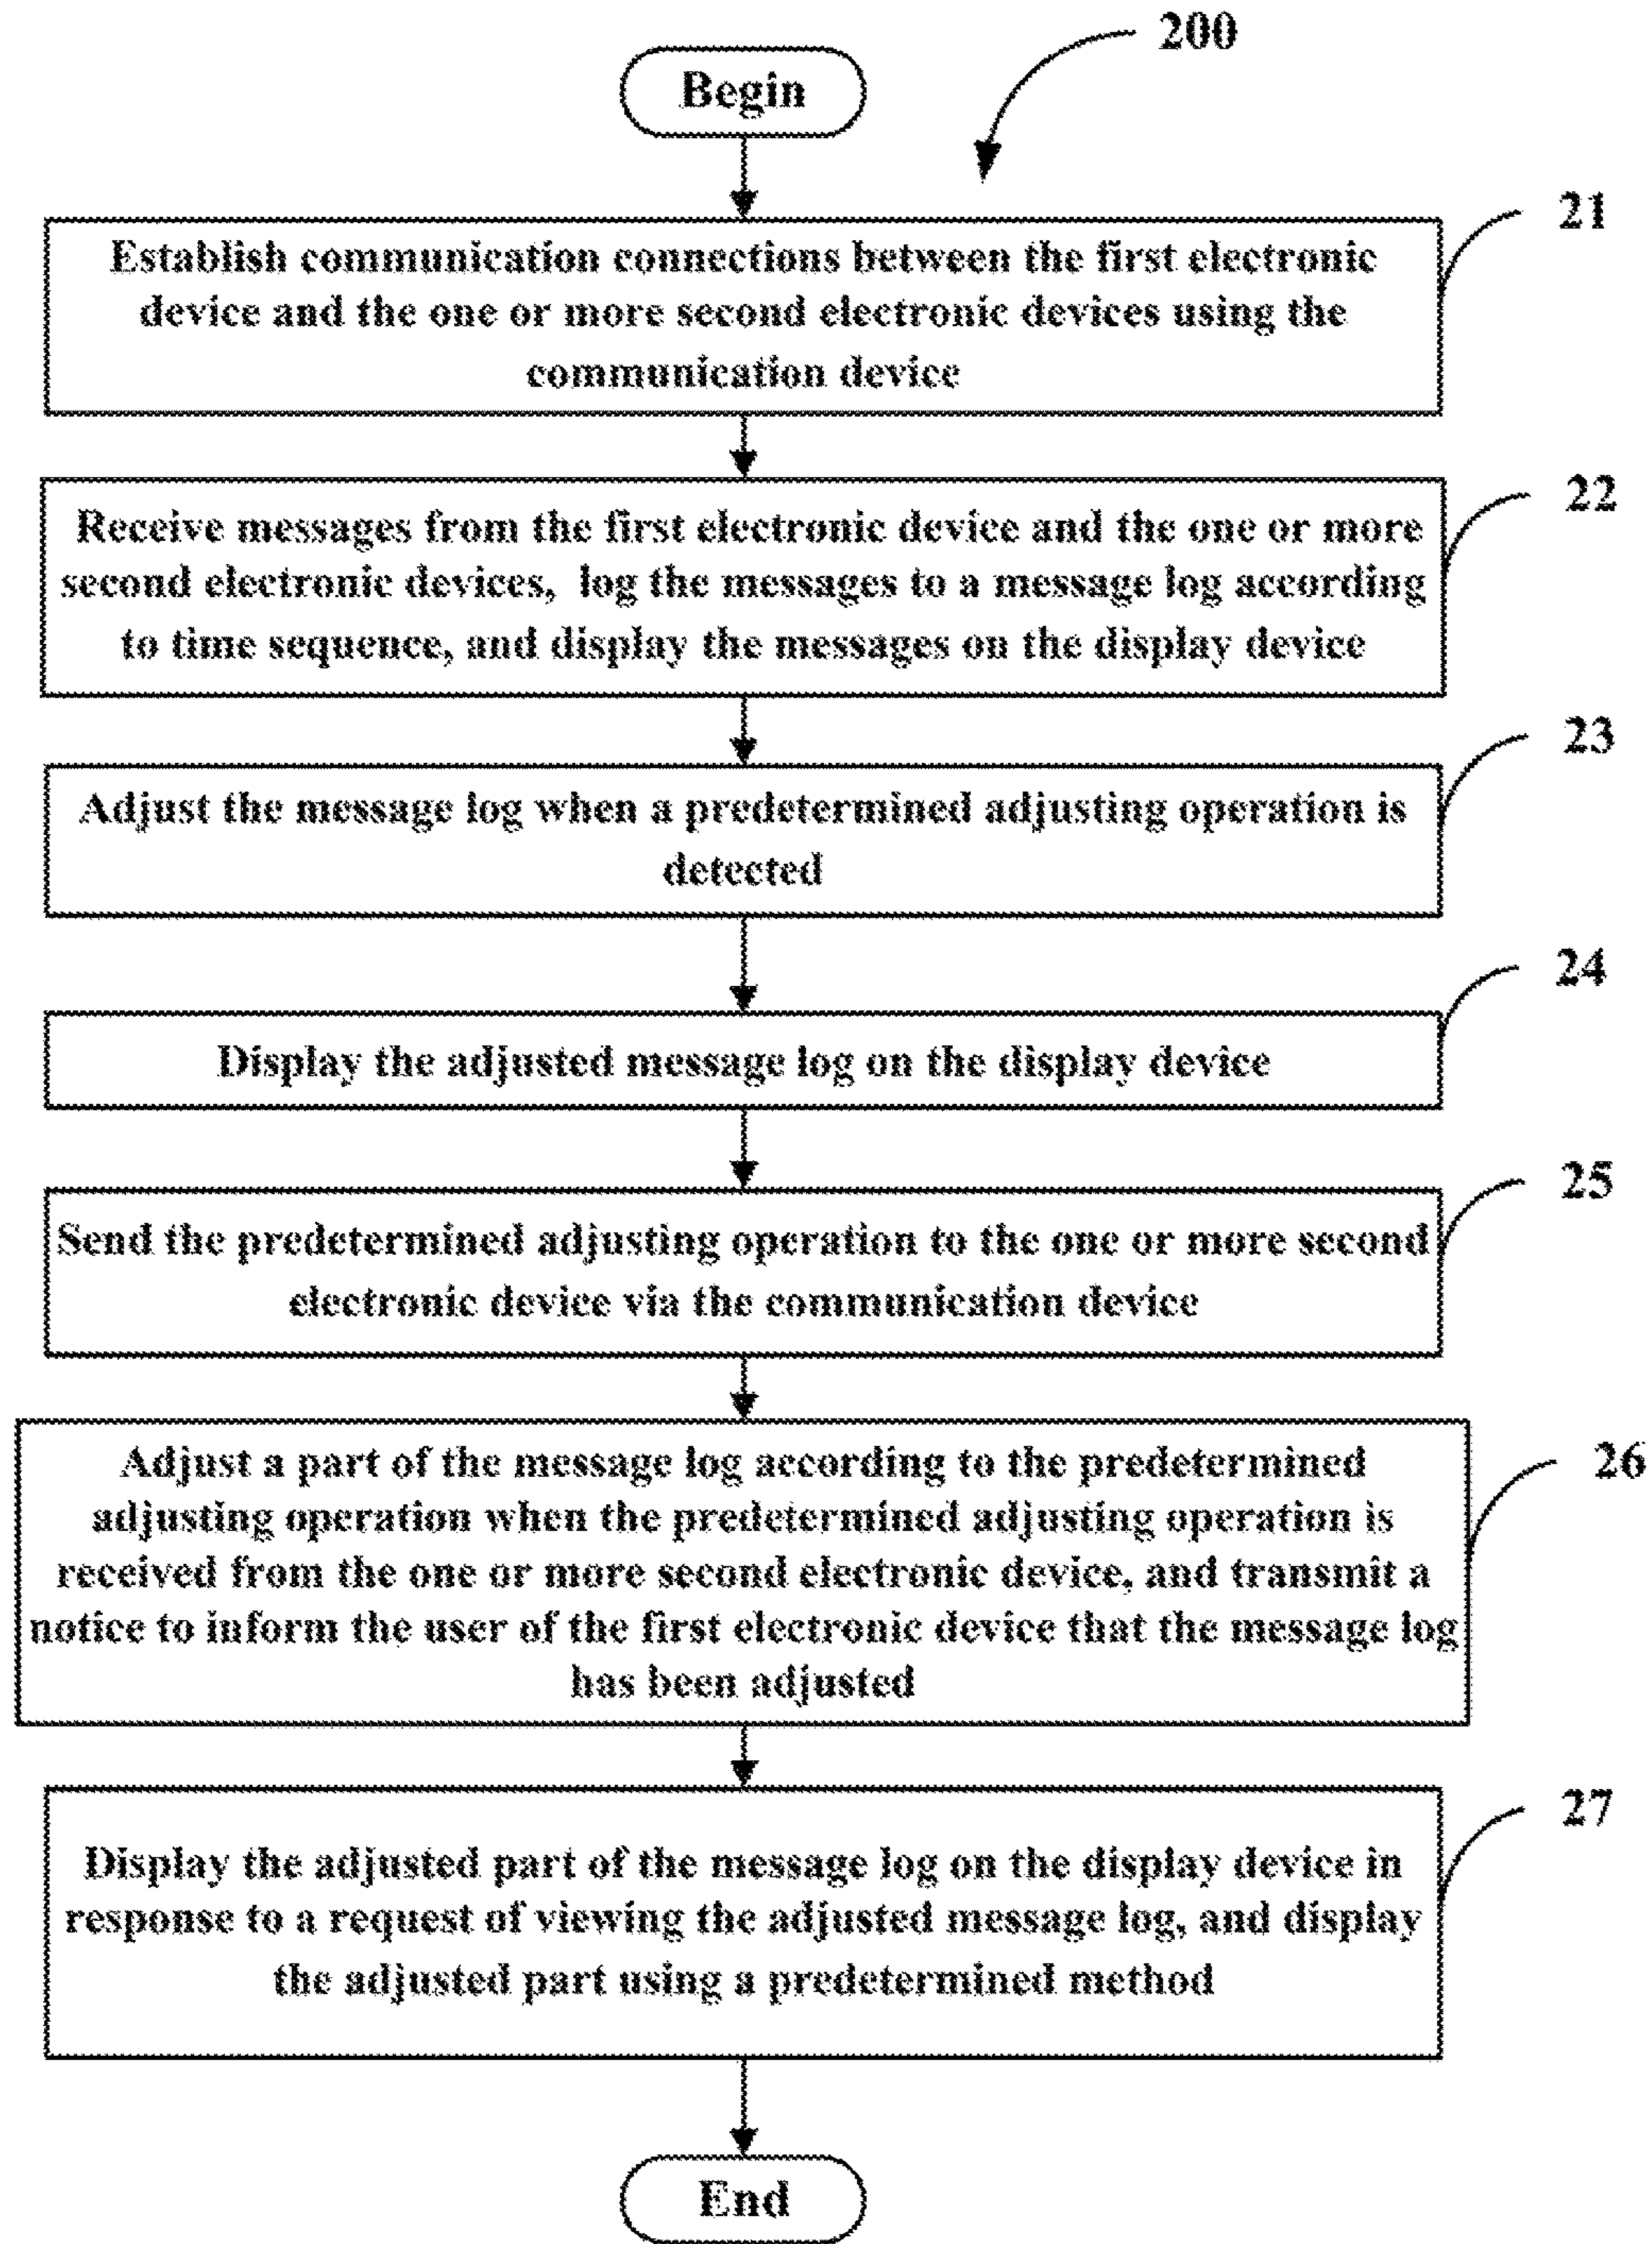 200
Begin
21
Establish communication connections between the first electronic
device and the one or more second electronic devices using the
communication device
22
Receive messages from the first electronic device and the one or more
second electronic devices, log the messages to a message log according
to time sequence, and display the messages on the display device
23
Adjust the message log when a predetermined adjusting operation is
detected
24
Display the adjusted message log on the display device
25
Send the predetermined adjusting operation to the one or more second
electronic device via the communication device
26
Adjust a part of the message log according to the predetermined
adjusting operation when the predetermined adjusting operation is
received from the one or more second electronic device, and transmit a
notice to inform the user of the first electronic device that the message log
has been adjusted
27
Display the adjusted part of the message log on the display device in
response to a request of viewing the adjusted message log, and display
the adjusted part using a predetermined method
End